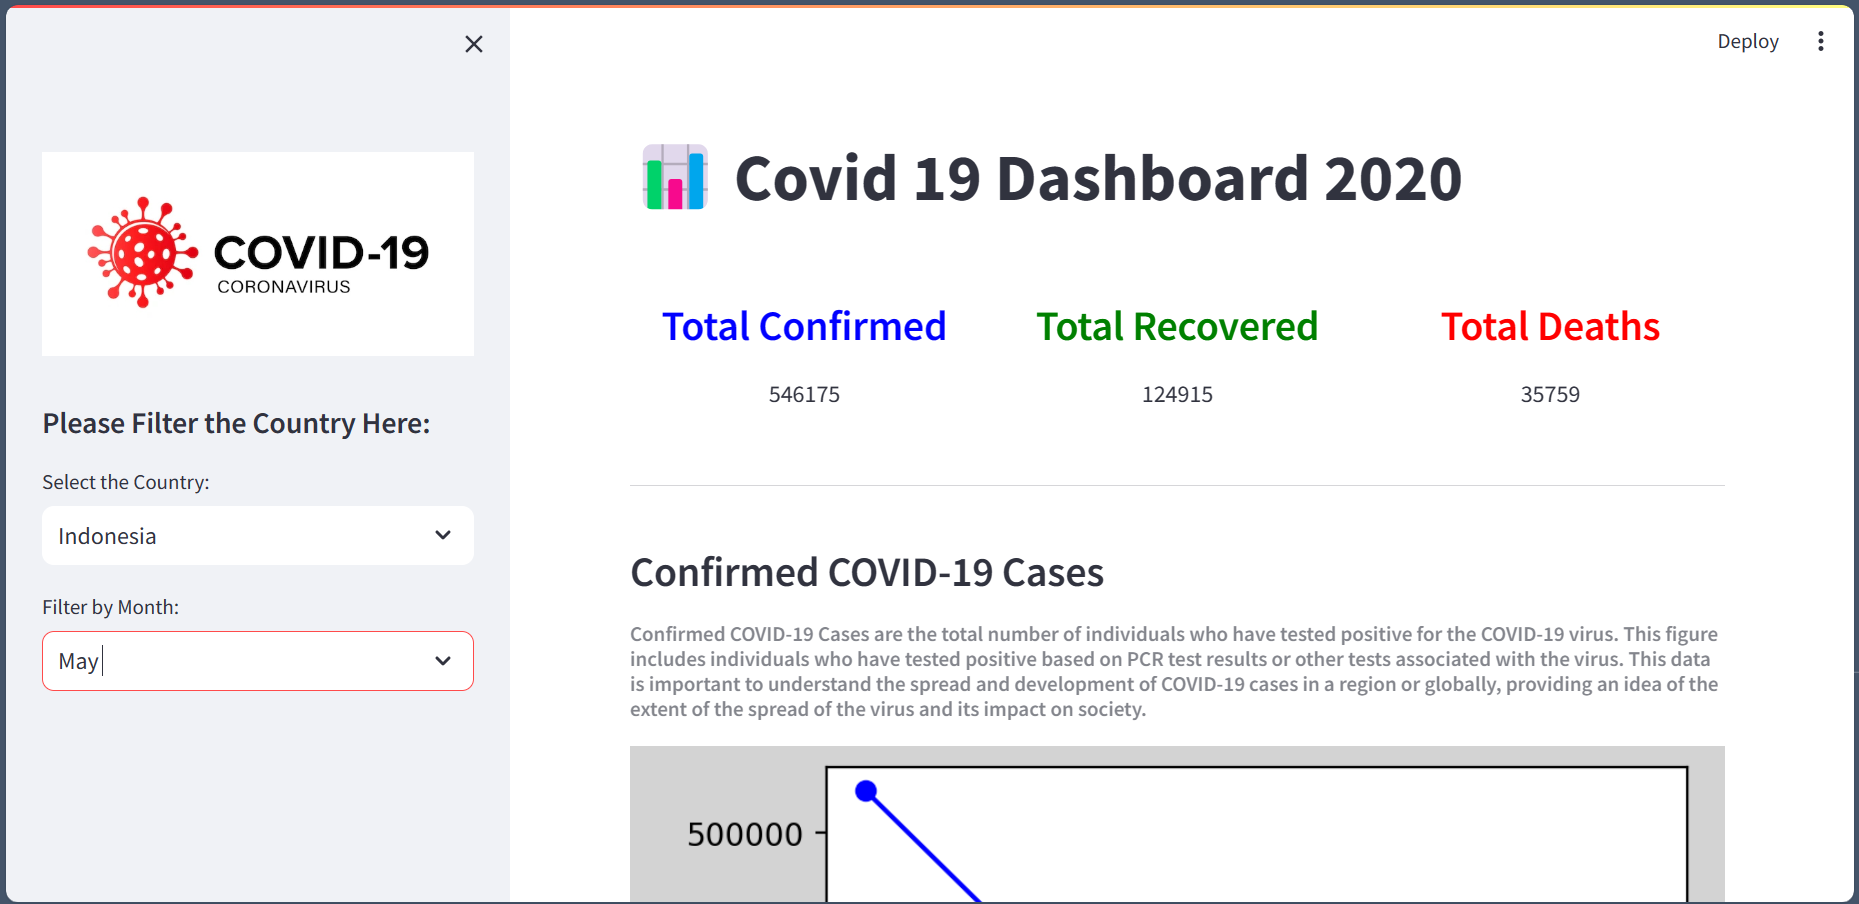 Deploy
COVID-19
CORONAVIRUS
Please Filter the Country Here:
Select the Country:
Indonesia
Filter by Month:
May
Covid 19 Dashboard 2020
Total Confirmed
546175
Total Recovered
124915
Total Deaths
35759
Confirmed COVID-19 Cases
Confirmed COVID-19 Cases are the total number of individuals who have tested positive for the COVID-19 virus. This figure
includes individuals who have tested positive based on PCR test results or other tests associated with the virus. This data
is important to understand the spread and development of COVID-19 cases in a region or globally, providing an idea of the
extent of the spread of the virus and its impact on society.
500000